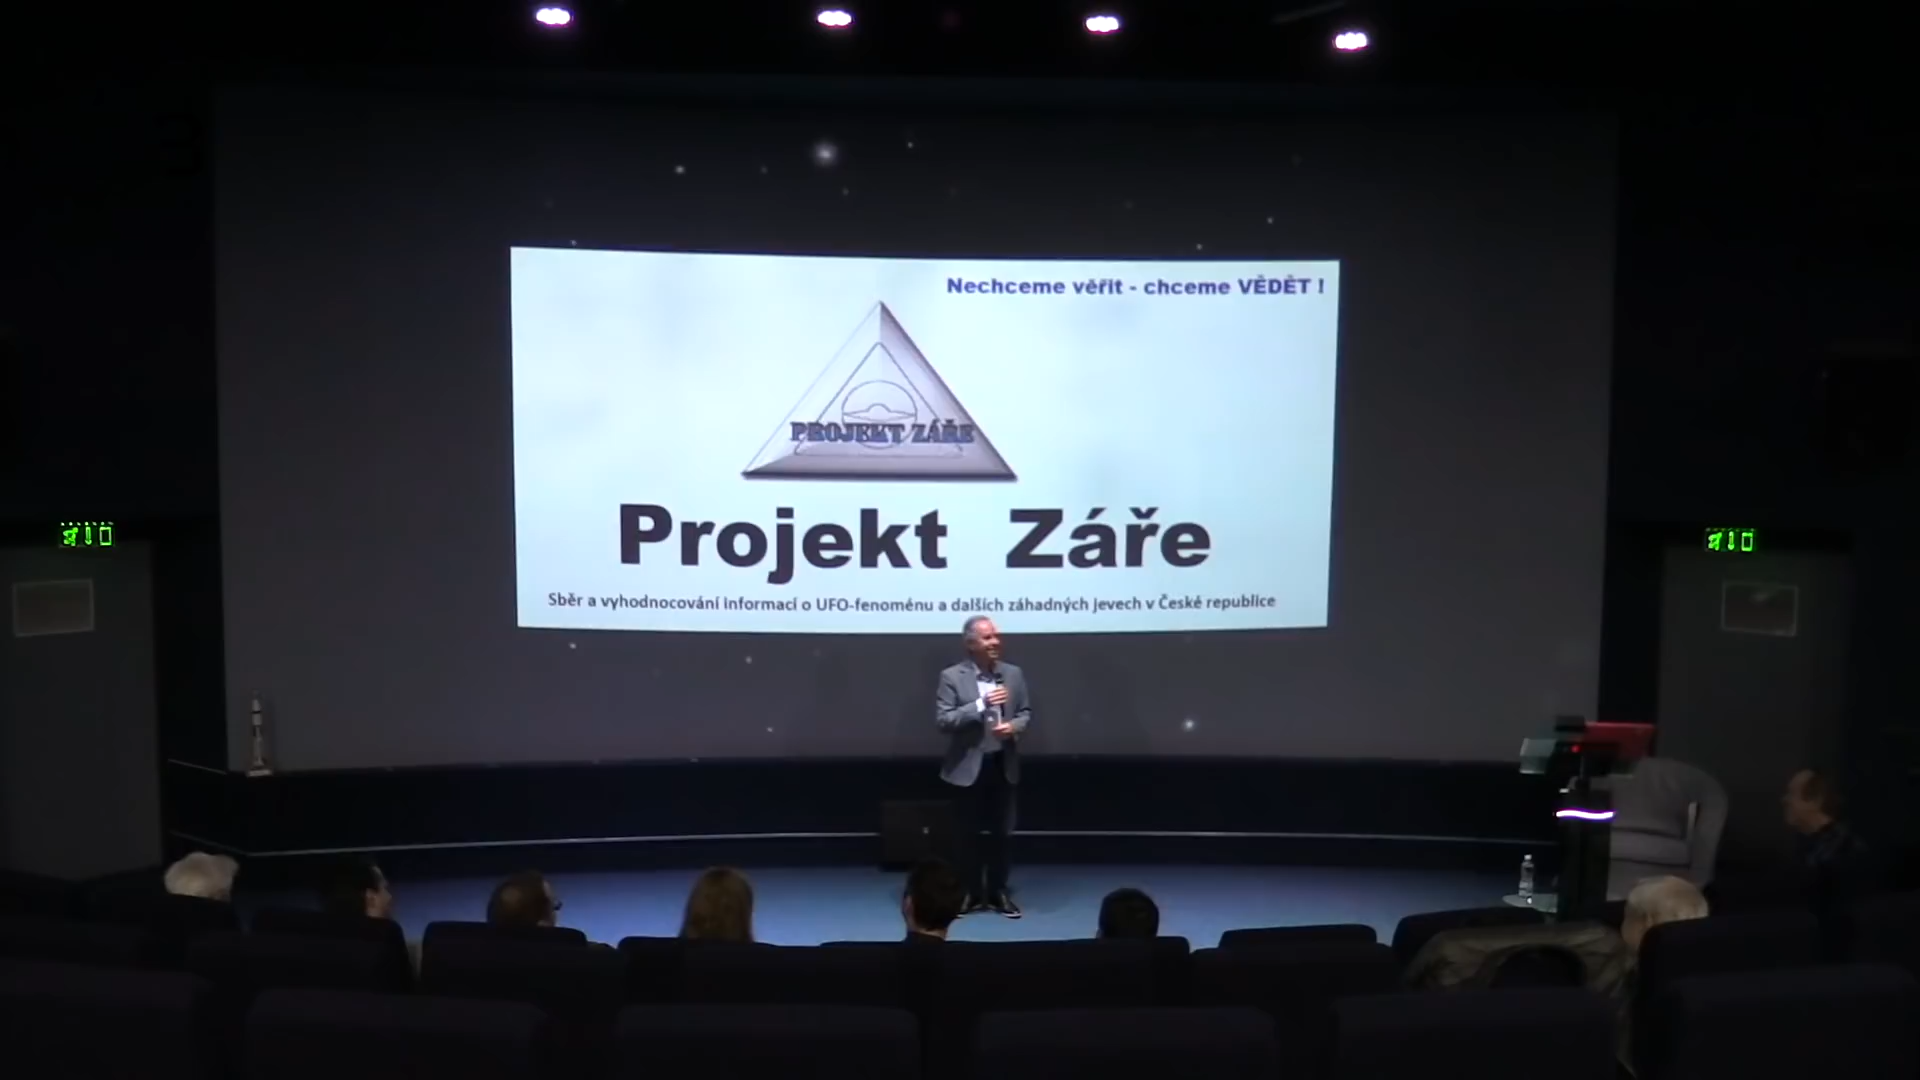 Nechceme věřit - chceme VĚDĚT !
PROJEKT ZÁŘE
Projekt Záře
Sběr a vyhodnocování informací o UFO-fenoménu a dalších záhadných jevech v České republice